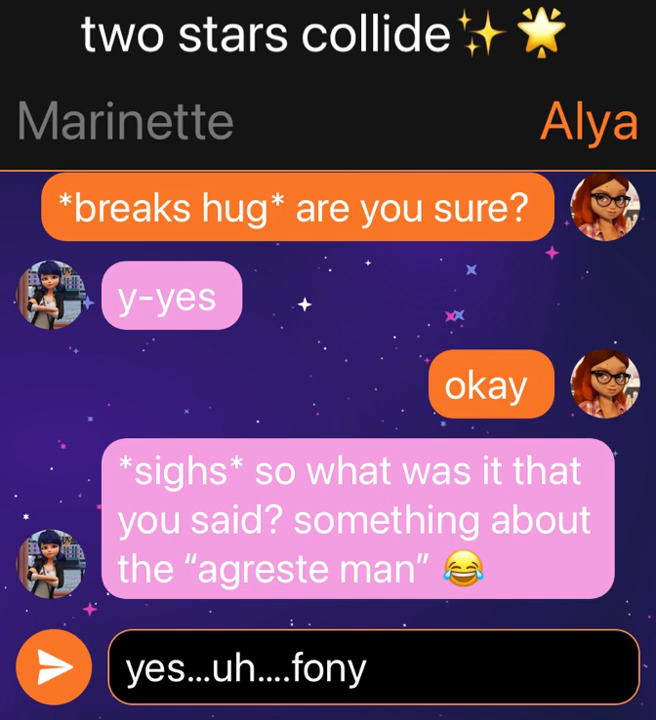 two stars collide✨🌟
Marinette
Alya
*breaks hug* are you sure?
y-yes
okay
*sighs* so what was it that
you said? something about
the “agreste man” 😂
yes...uh....fony